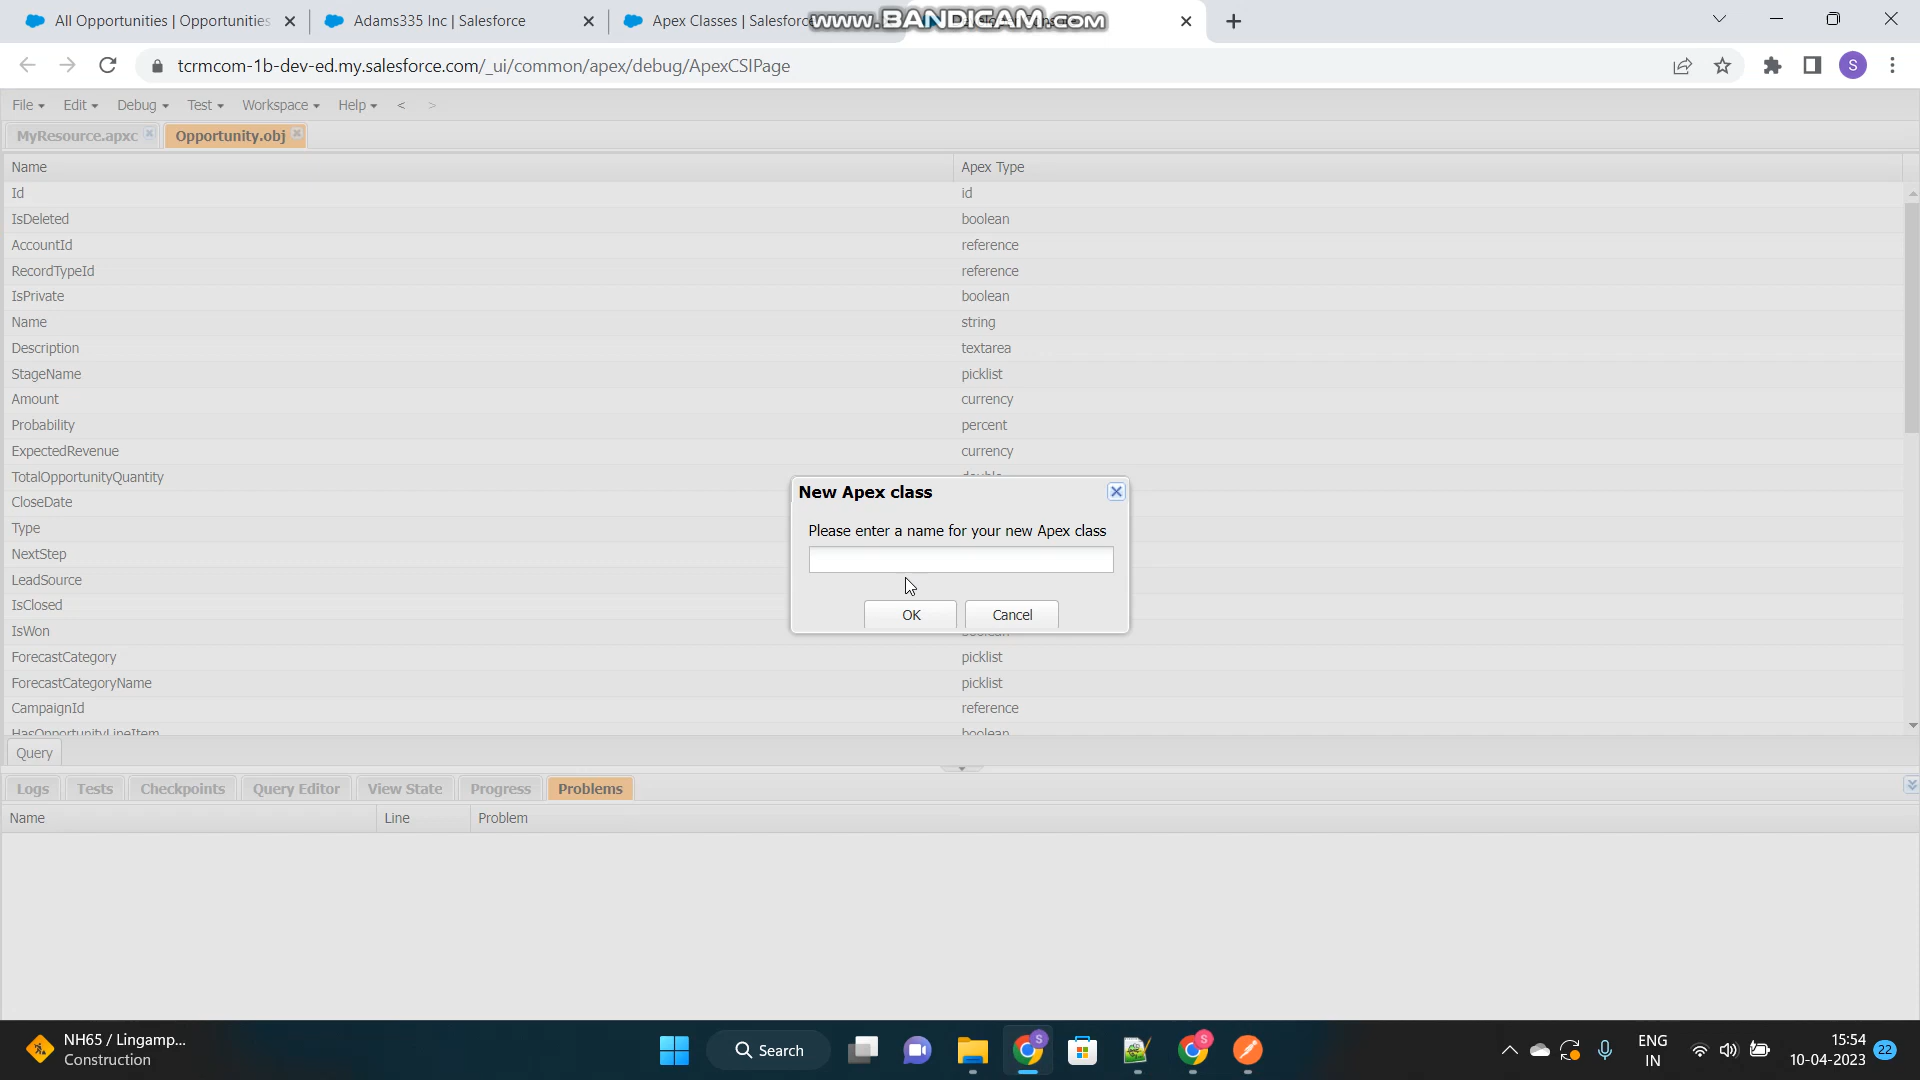 All Opportunities | Opportunities
Adams335 Inc | Salesforce
Apex Classes | Salesforce
www.BANDICAM.com
tcrmcom-1b-dev-ed.my.salesforce.com/_ui/common/apex/debug/ApexCSIPage
S
File Edit Debug Test Workspace Help < >
MyResource.apxc Opportunity.obj
Name Apex Type
Id id
IsDeleted boolean
AccountId reference
RecordTypeId reference
IsPrivate boolean
Name string
Description textarea
StageName picklist
Amount currency
Probability percent
ExpectedRevenue currency
TotalOpportunityQuantity double
CloseDate
Type
NextStep
LeadSource
IsClosed
IsWon boolean
ForecastCategory picklist
ForecastCategoryName picklist
CampaignId reference
HasOpportunityLineItem boolean
New Apex class
Please enter a name for your new Apex class
OK Cancel
Query
Logs Tests Checkpoints Query Editor View State Progress Problems
Name Line Problem
NH65 / Lingamp...
Construction
Search
S
S
ENG
IN
15:54
10-04-2023
22